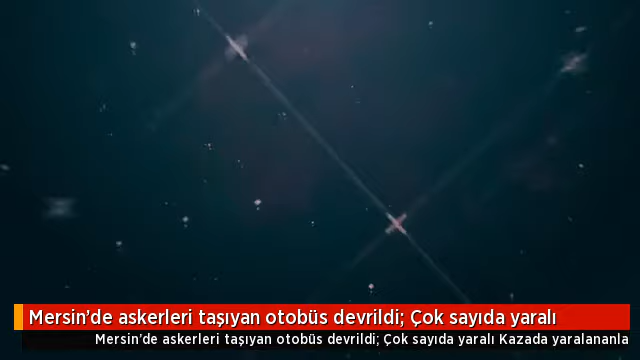 Mersin'de askerleri taşıyan otobüs devrildi; Çok sayıda yaralı
Mersin'de askerleri taşıyan otobüs devrildi; Çok sayıda yaralı Kazada yaralananla